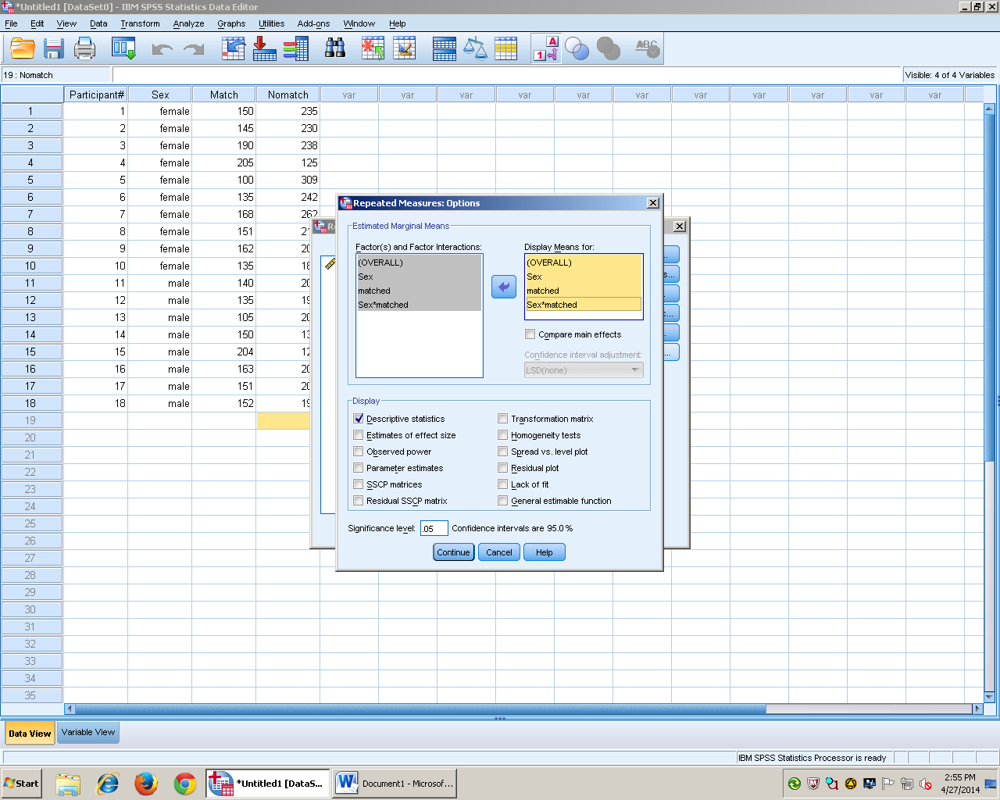 *Untitled1 [DataSet0] - IBM SPSS Statistics Data Editor
File Edit View Data Transform Analyze Graphs Utilities Add-ons Window Help
19 : Nomatch
Visible: 4 of 4 Variables
Participant# Sex Match Nomatch var var var var var var var var var var var
1 1 female 150 235
2 2 female 145 230
3 3 female 190 238
4 4 female 205 125
5 5 female 100 309
6 6 female 135 242
7 7 female 168 262
8 8 female 151
9 9 female 162
10 10 female 135
11 11 male 140
12 12 male 135
13 13 male 105
14 14 male 150
15 15 male 204
16 16 male 163
17 17 male 151
18 18 male 152
19
20
21
22
23
24
25
26
27
28
29
30
31
32
33
34
35
Repeated Measures: Options
Estimated Marginal Means
Factor(s) and Factor Interactions:
(OVERALL)
Sex
matched
Sex*matched
Display Means for:
(OVERALL)
Sex
matched
Sex*matched
Compare main effects
Confidence interval adjustment:
LSD(none)
Display
Descriptive statistics
Transformation matrix
Estimates of effect size
Homogeneity tests
Observed power
Spread vs. level plot
Parameter estimates
Residual plot
SSCP matrices
Lack of fit
Residual SSCP matrix
General estimable function
Significance level: .05 Confidence intervals are 95.0 %
Continue Cancel Help
Data View Variable View
IBM SPSS Statistics Processor is ready
Start
*Untitled1 [DataS...
Document1 - Microsof...
2:55 PM
4/27/2014